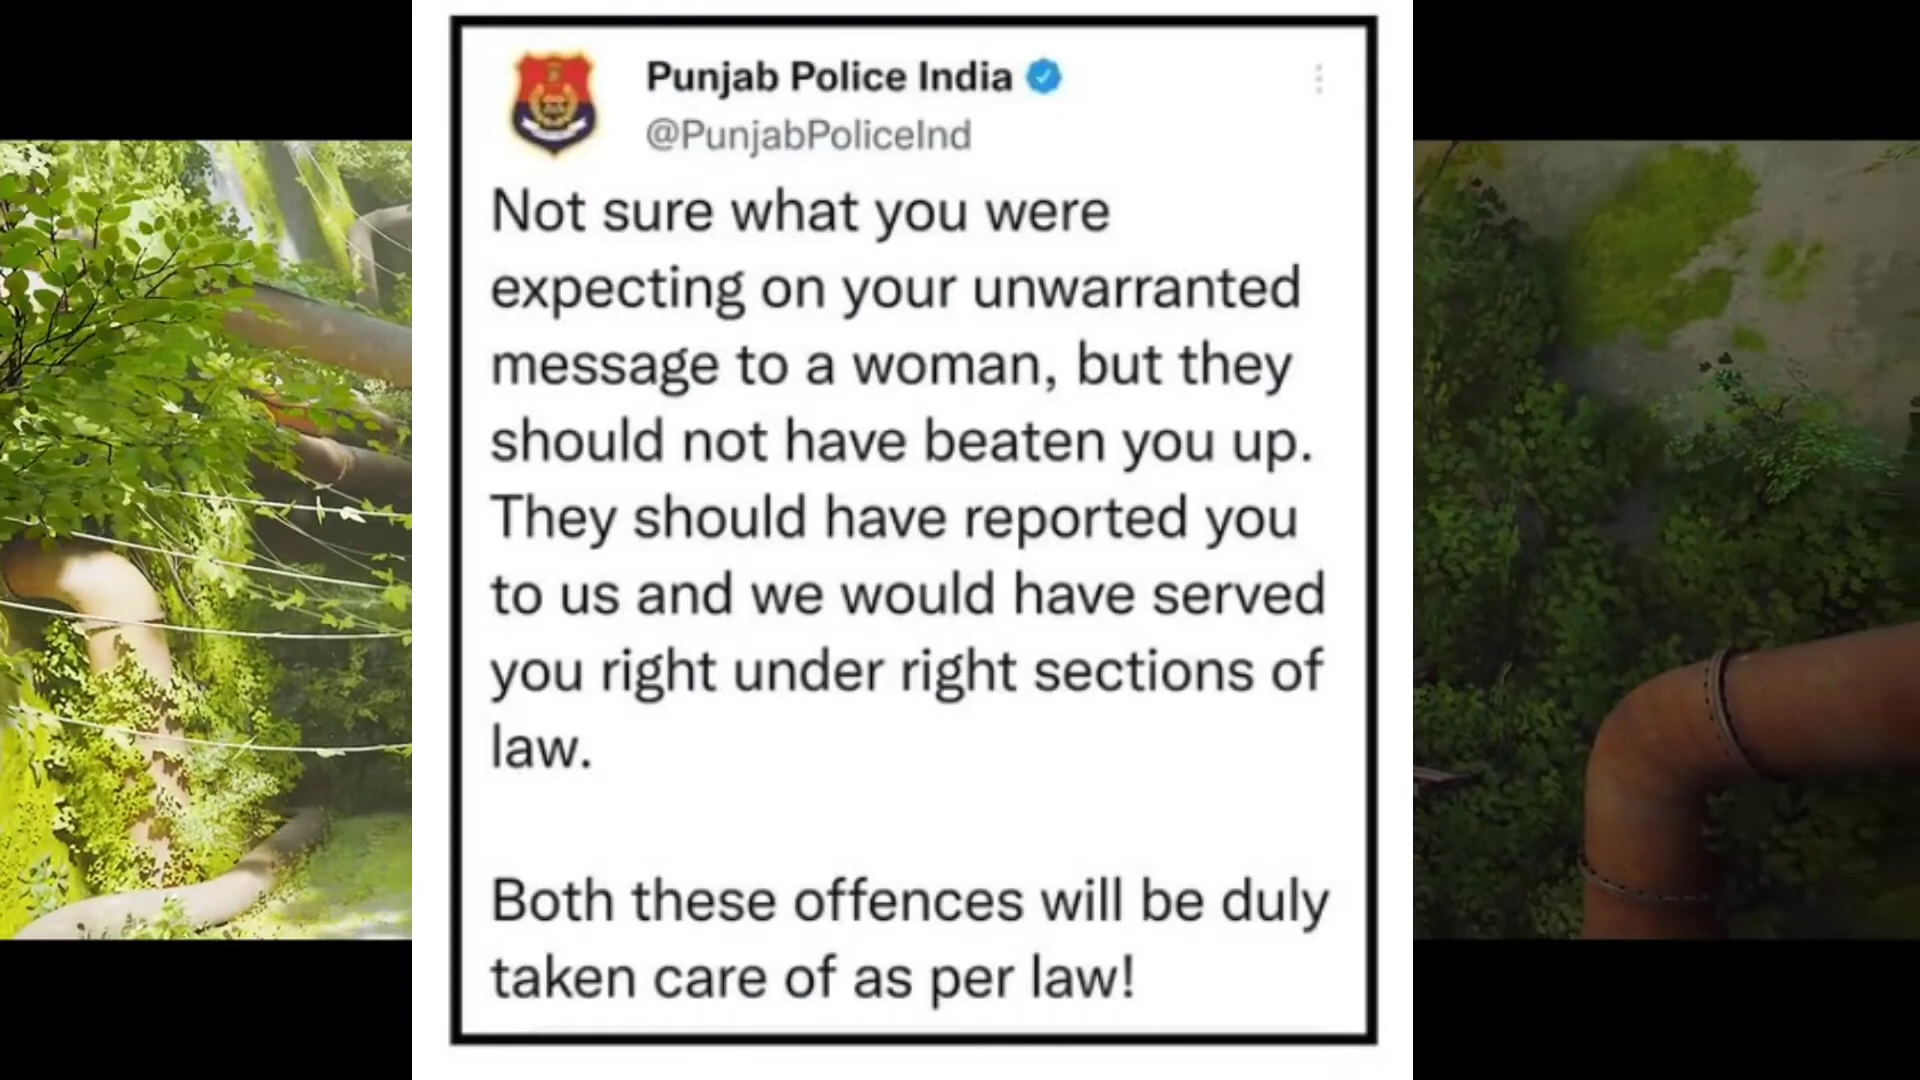 Punjab Police India
@PunjabPoliceInd
Not sure what you were
expecting on your unwarranted
message to a woman, but they
should not have beaten you up.
They should have reported you
to us and we would have served
you right under right sections of
law.
Both these offences will be duly
taken care of as per law!